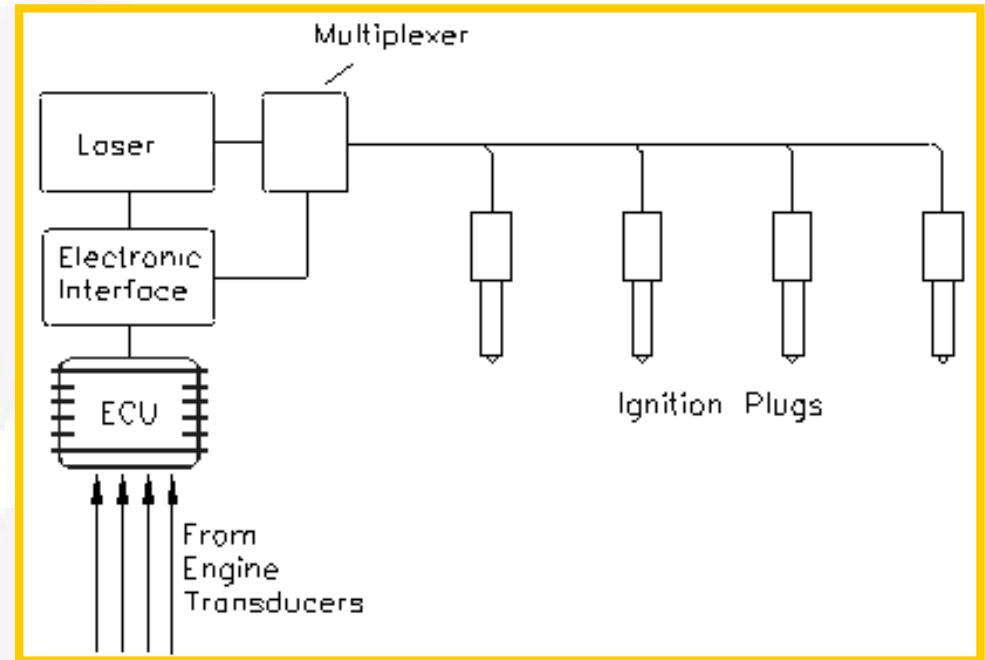 Multiplexer
Laser
Electronic
Interface
ECU
Ignition Plugs
From
Engine
Transducers